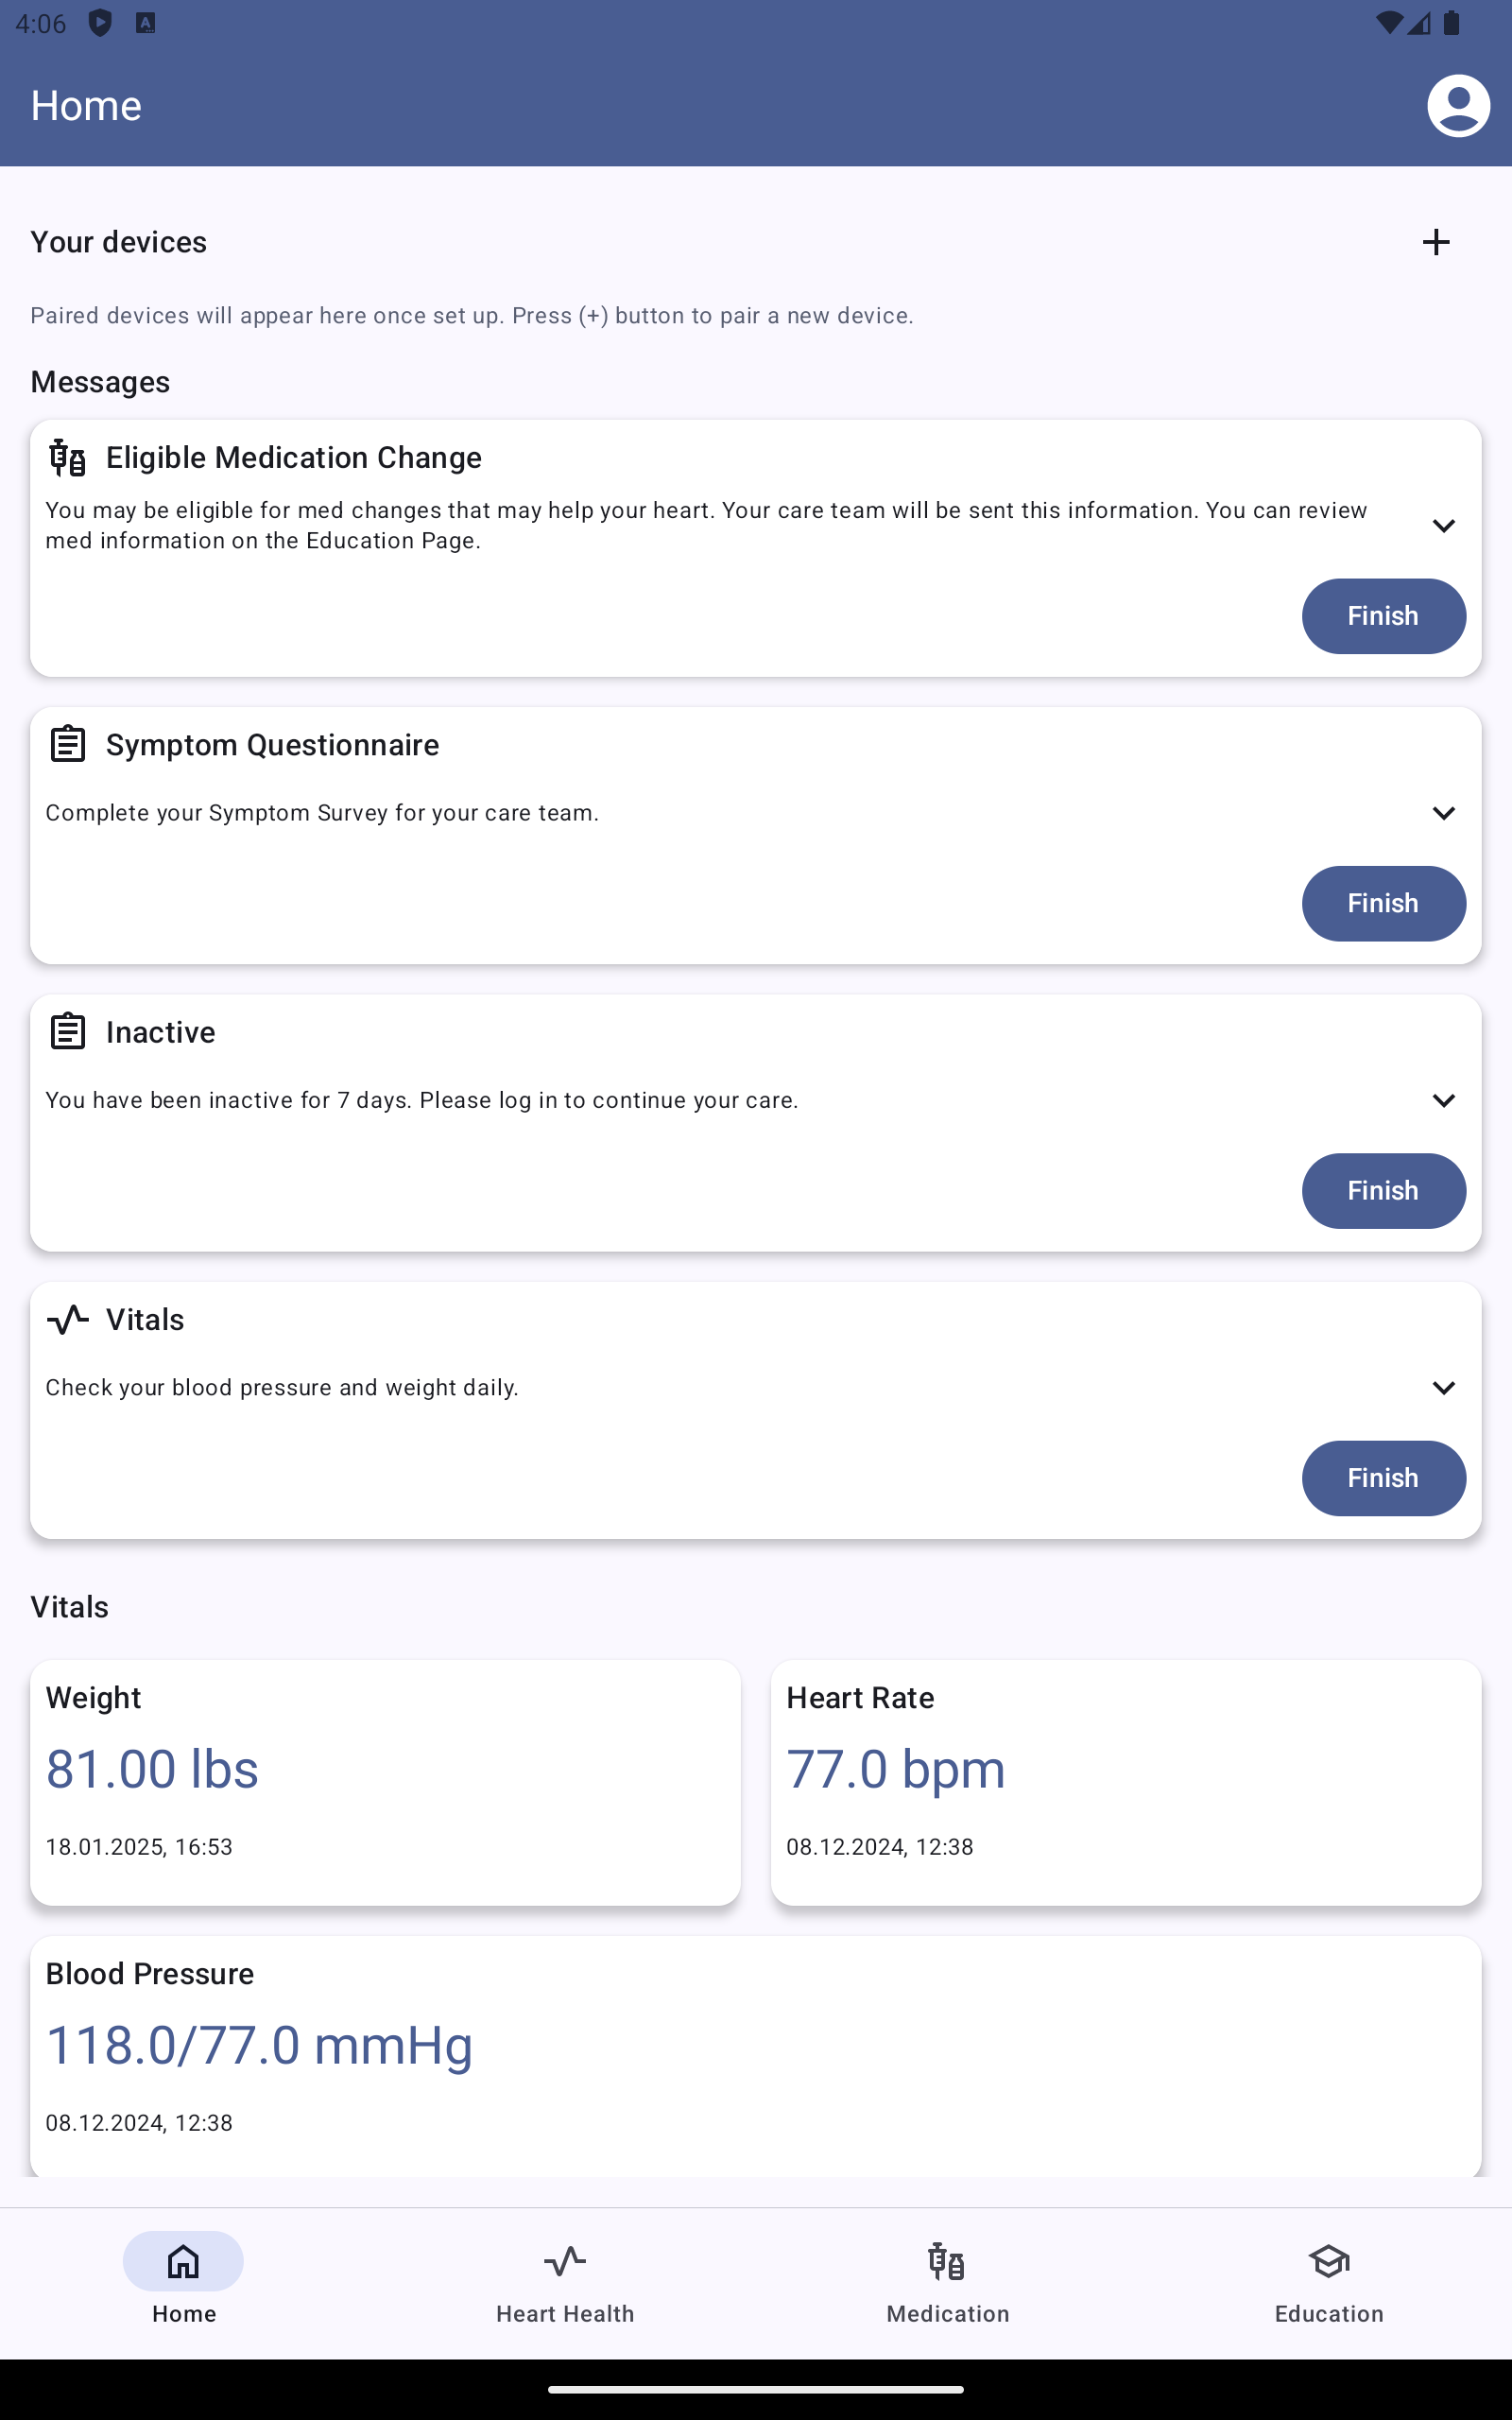 4:06
Home
Your devices
Paired devices will appear here once set up. Press (+) button to pair a new device.
Messages
Eligible Medication Change
You may be eligible for med changes that may help your heart. Your care team will be sent this information. You can review
med information on the Education Page.
Finish
Symptom Questionnaire
Complete your Symptom Survey for your care team.
Finish
Inactive
You have been inactive for 7 days. Please log in to continue your care.
Finish
Vitals
Check your blood pressure and weight daily.
Finish
Vitals
Weight
81.00 lbs
18.01.2025, 16:53
Heart Rate
77.0 bpm
08.12.2024, 12:38
Blood Pressure
118.0/77.0 mmHg
08.12.2024, 12:38
Home
Heart Health
Medication
Education